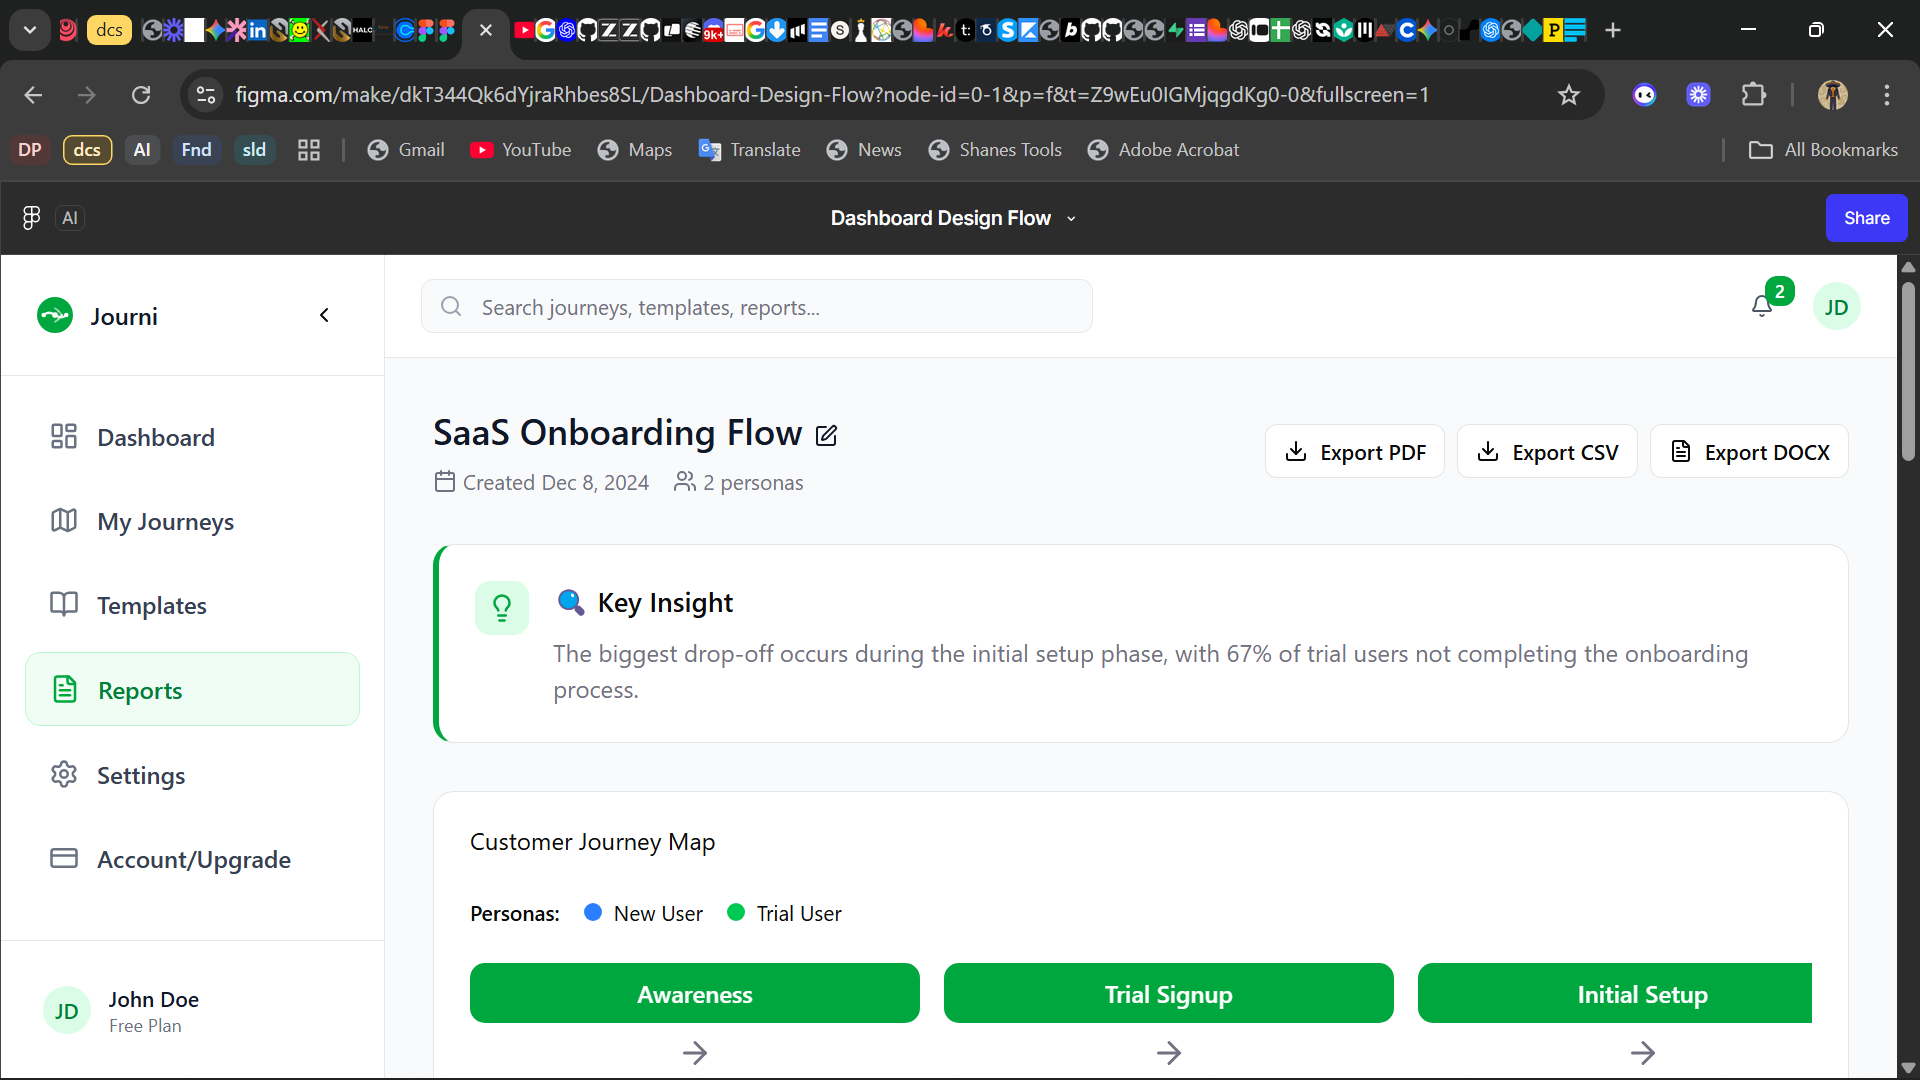 dcs
9k+
figma.com/make/dkT344Qk6dYjraRhbes8SL/Dashboard-Design-Flow?node-id=0-1&p=f&t=Z9wEu0IGMjqgdKg0-0&fullscreen=1
DP
dcs
AI
Fnd
sld
Gmail
YouTube
Maps
Translate
News
Shanes Tools
Adobe Acrobat
All Bookmarks
AI
Dashboard Design Flow
Share
Journi
Search journeys, templates, reports...
2
JD
Dashboard
My Journeys
Templates
Reports
Settings
Account/Upgrade
JD
John Doe
Free Plan
SaaS Onboarding Flow
Created Dec 8, 2024
2 personas
Export PDF
Export CSV
Export DOCX
Key Insight
The biggest drop-off occurs during the initial setup phase, with 67% of trial users not completing the onboarding
process.
Customer Journey Map
Personas:
New User
Trial User
Awareness
Trial Signup
Initial Setup